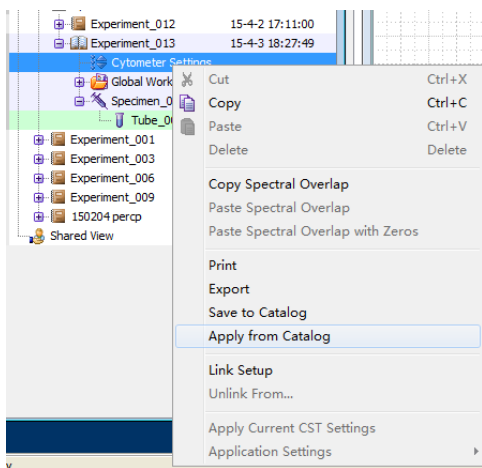 Experiment_012 15-4-2 17:11:00
Experiment_013 15-4-3 18:27:49
Cytometer Settings
Global Work
Specimen_0
Tube_00
Experiment_001
Experiment_003
Experiment_006
Experiment_009
150204 percp
Shared View
Cut Ctrl+X
Copy Ctrl+C
Paste Ctrl+V
Delete Delete
Copy Spectral Overlap
Paste Spectral Overlap
Paste Spectral Overlap with Zeros
Print
Export
Save to Catalog
Apply from Catalog
Link Setup
Unlink From...
Apply Current CST Settings
Application Settings